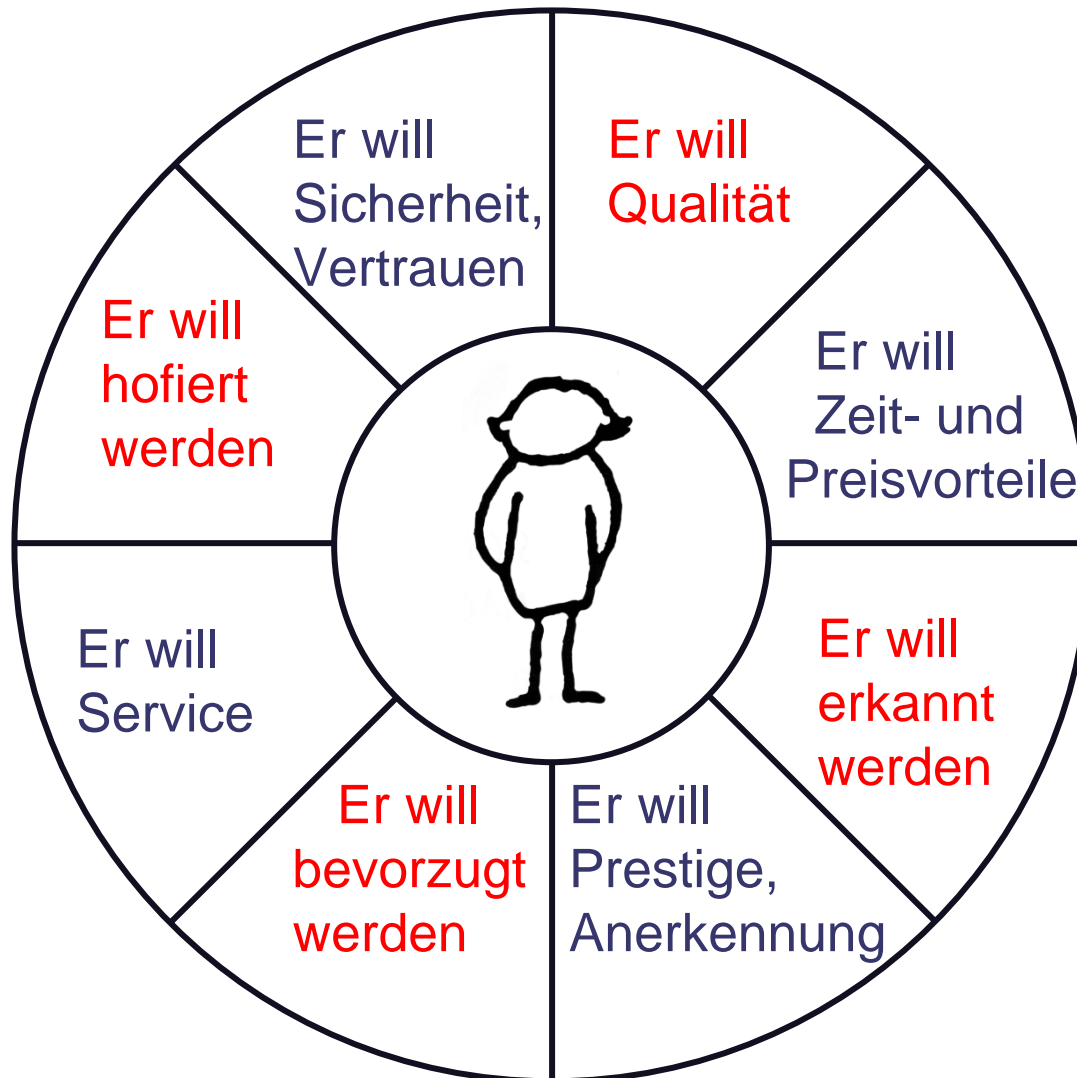 Er will
Qualität
Er will
Zeit- und
Preisvorteile
Er will
erkannt
werden
Er will
Prestige,
Anerkennung
Er will
bevorzugt
werden
Er will
Service
Er will
hofiert
werden
Er will
Sicherheit,
Vertrauen